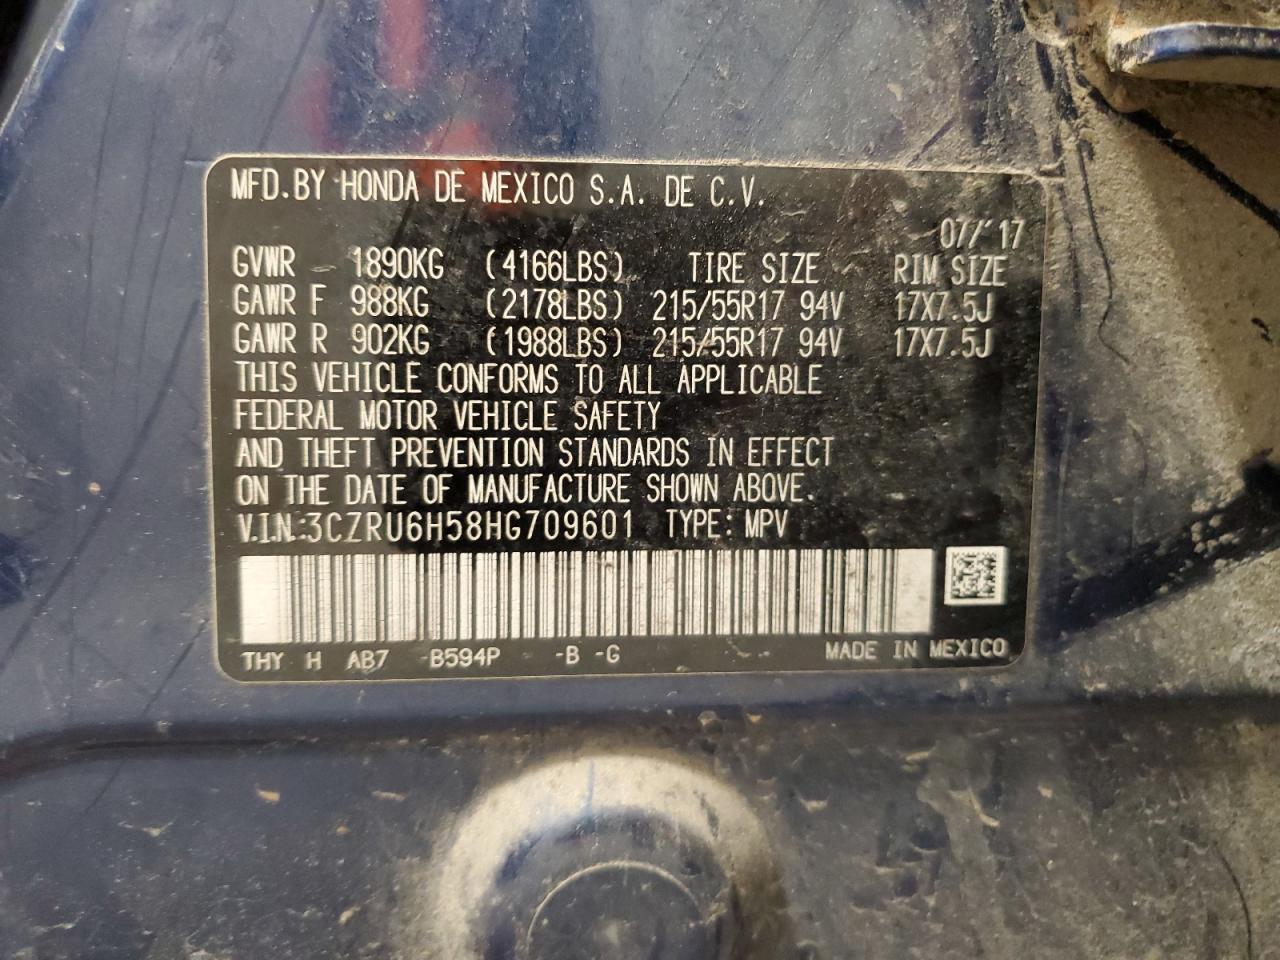 MFD.BY HONDA DE MEXICO S.A. DE C.V.
07/'17
GVWR 1890KG (4166LBS) TIRE SIZE RIM SIZE
GAWR F 988KG (2178LBS) 215/55R17 94V 17X7.5J
GAWR R 902KG (1988LBS) 215/55R17 94V 17X7.5J
THIS VEHICLE CONFORMS TO ALL APPLICABLE
FEDERAL MOTOR VEHICLE SAFETY
AND THEFT PREVENTION STANDARDS IN EFFECT
ON THE DATE OF MANUFACTURE SHOWN ABOVE.
V.I.N.:3CZRU6H58HG709601 TYPE: MPV
THY H AB7 -B594P -B -G MADE IN MEXICO